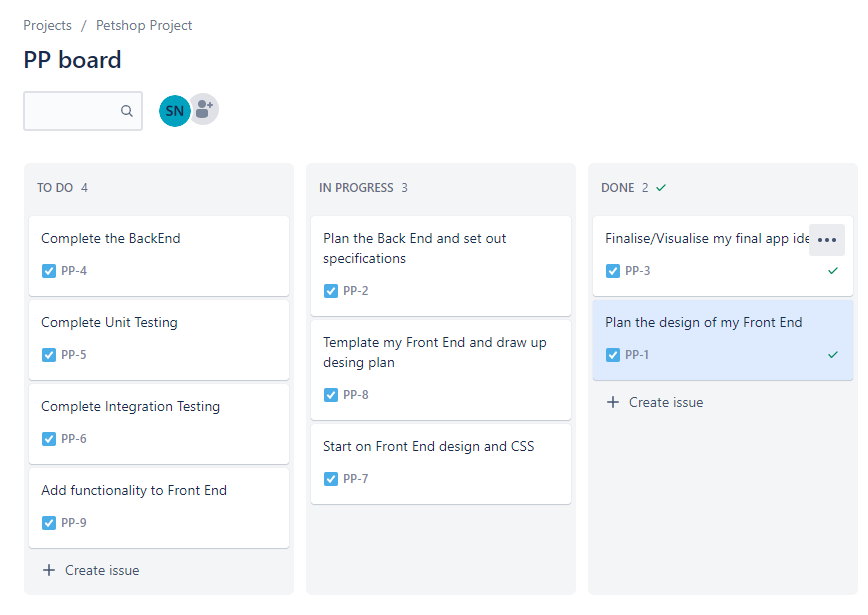 Projects / Petshop Project
PP board
SN
TO DO 4
Complete the BackEnd
PP-4
Complete Unit Testing
PP-5
Complete Integration Testing
PP-6
Add functionality to Front End
PP-9
+ Create issue
IN PROGRESS 3
Plan the Back End and set out
specifications
PP-2
Template my Front End and draw up
desing plan
PP-8
Start on Front End design and CSS
PP-7
DONE 2
Finalise/Visualise my final app ide
PP-3
Plan the design of my Front End
PP-1
+ Create issue